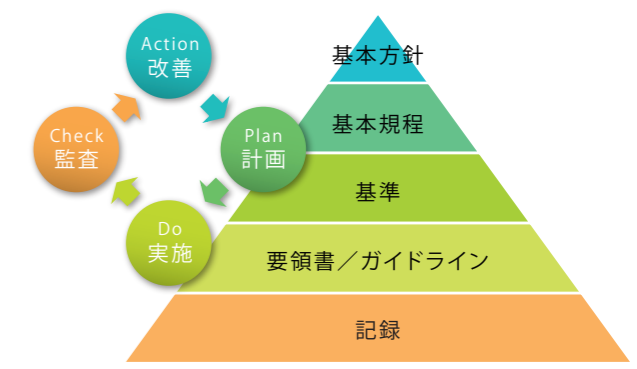 Action
改善
Plan
計画
Do
実施
Check
監査
基本方針
基本規程
基準
要領書／ガイドライン
記録